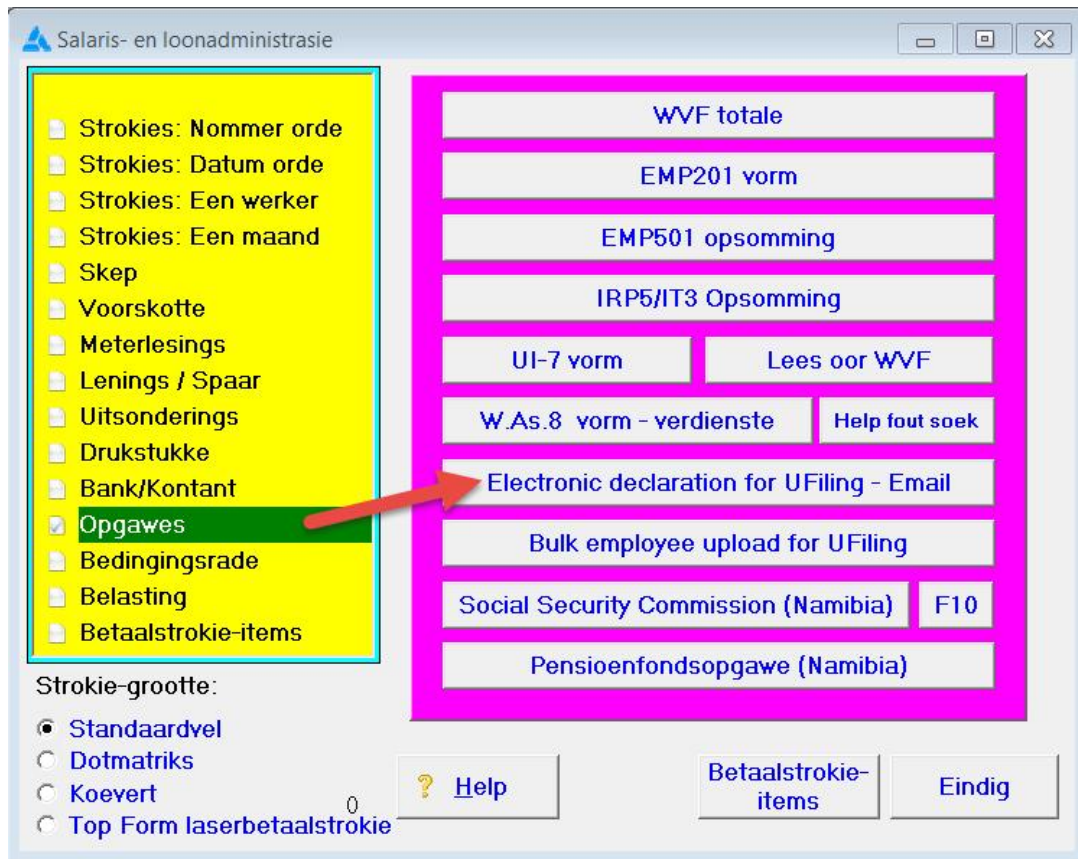 Salaris- en loonadministrasie
Strokies: Nommer orde
Strokies: Datum orde
Strokies: Een werker
Strokies: Een maand
Skep
Voorskotte
Meterlesings
Lenings / Spaar
Uitsonderings
Drukstukke
Bank/Kontant
Opgawes
Bedingingsrade
Belasting
Betaalstrokie-items
WVF totale
EMP201 vorm
EMP501 opsomming
IRP5/IT3 Opsomming
UI-7 vorm
Lees oor WVF
W.As.8 vorm - verdienste
Help fout soek
Electronic declaration for UFiling - Email
Bulk employee upload for UFiling
Social Security Commission (Namibia)
F10
Pensioenfondsopgawe (Namibia)
Strokie-grootte:
Standaardvel
Dotmatriks
Koevert
0
Top Form laserbetaalstrokie
? Help
Betaalstrokie-
items
Eindig